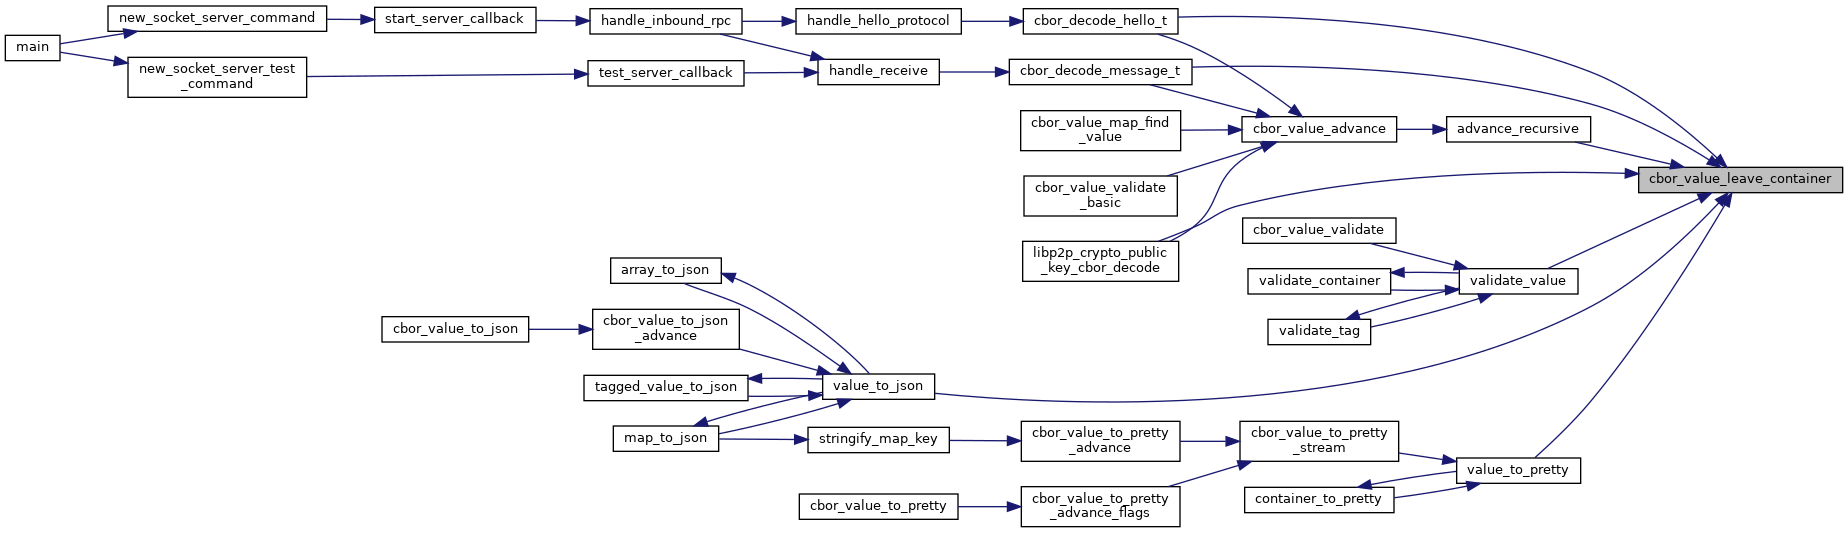 new_socket_server_command
start_server_callback
handle_inbound_rpc
handle_hello_protocol
cbor_decode_hello_t
main
new_socket_server_test
_command
test_server_callback
handle_receive
cbor_decode_message_t
cbor_value_map_find
_value
cbor_value_advance
advance_recursive
cbor_value_leave_container
cbor_value_validate
_basic
cbor_value_validate
libp2p_crypto_public
_key_cbor_decode
array_to_json
validate_container
validate_value
cbor_value_to_json
cbor_value_to_json
_advance
validate_tag
tagged_value_to_json
value_to_json
map_to_json
stringify_map_key
cbor_value_to_pretty
_advance
cbor_value_to_pretty
_stream
value_to_pretty
cbor_value_to_pretty
cbor_value_to_pretty
_advance_flags
container_to_pretty